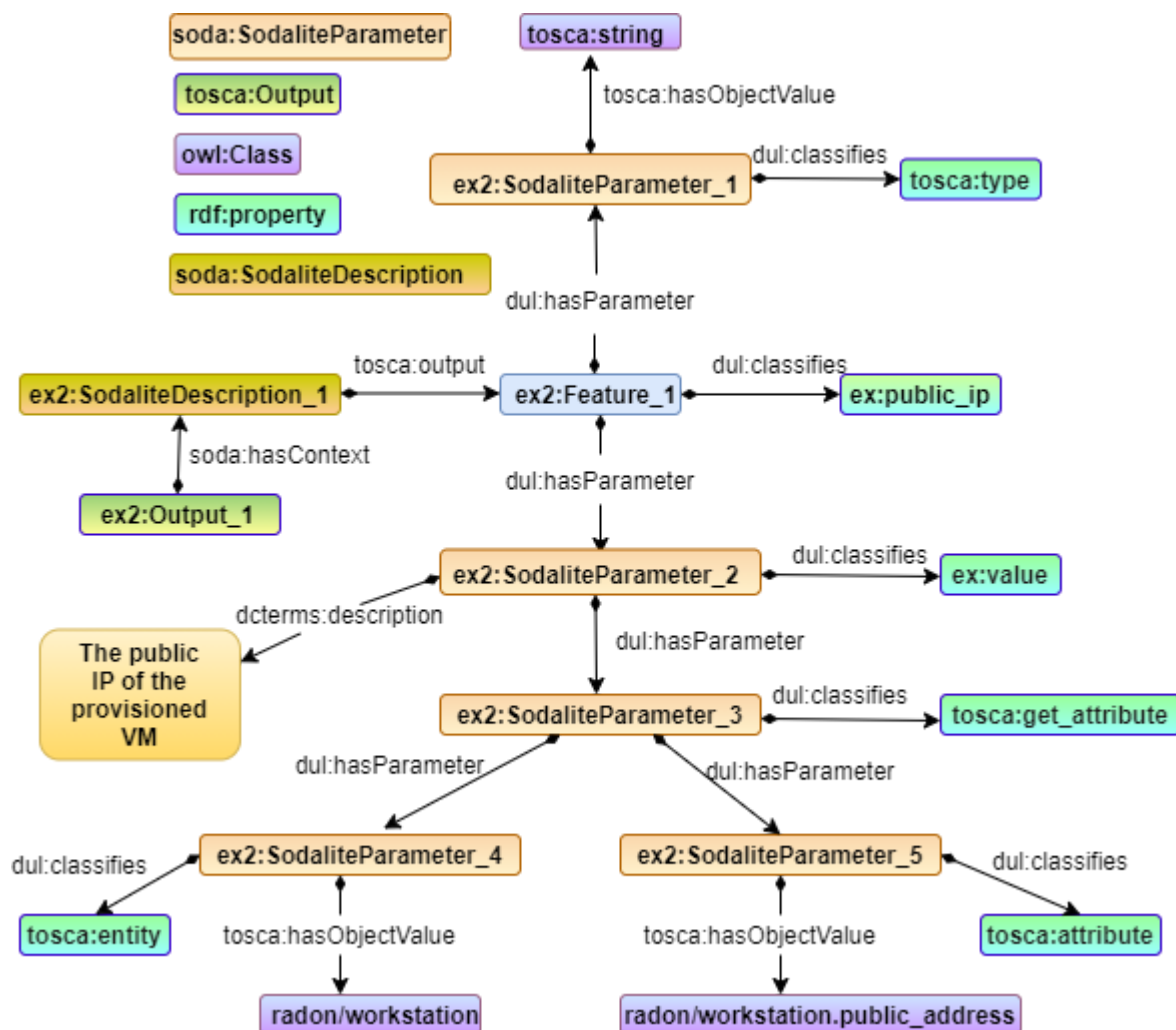 soda:SodaliteParameter
tosca:string
tosca:Output
tosca:hasObjectValue
owl:Class
dul:classifies
ex2:SodaliteParameter_1
tosca:type
rdf:property
soda:SodaliteDescription
dul:hasParameter
tosca:output
dul:classifies
ex2:SodaliteDescription_1
ex2:Feature_1
ex:public_ip
soda:hasContext
dul:hasParameter
ex2:Output_1
dul:classifies
ex2:SodaliteParameter_2
ex:value
dcterms:description
The public
IP of the
provisioned
VM
dul:hasParameter
dul:classifies
ex2:SodaliteParameter_3
tosca:get_attribute
dul:hasParameter
dul:hasParameter
ex2:SodaliteParameter_4
ex2:SodaliteParameter_5
dul:classifies
dul:classifies
tosca:entity
tosca:hasObjectValue
tosca:hasObjectValue
tosca:attribute
radon/workstation
radon/workstation.public_address